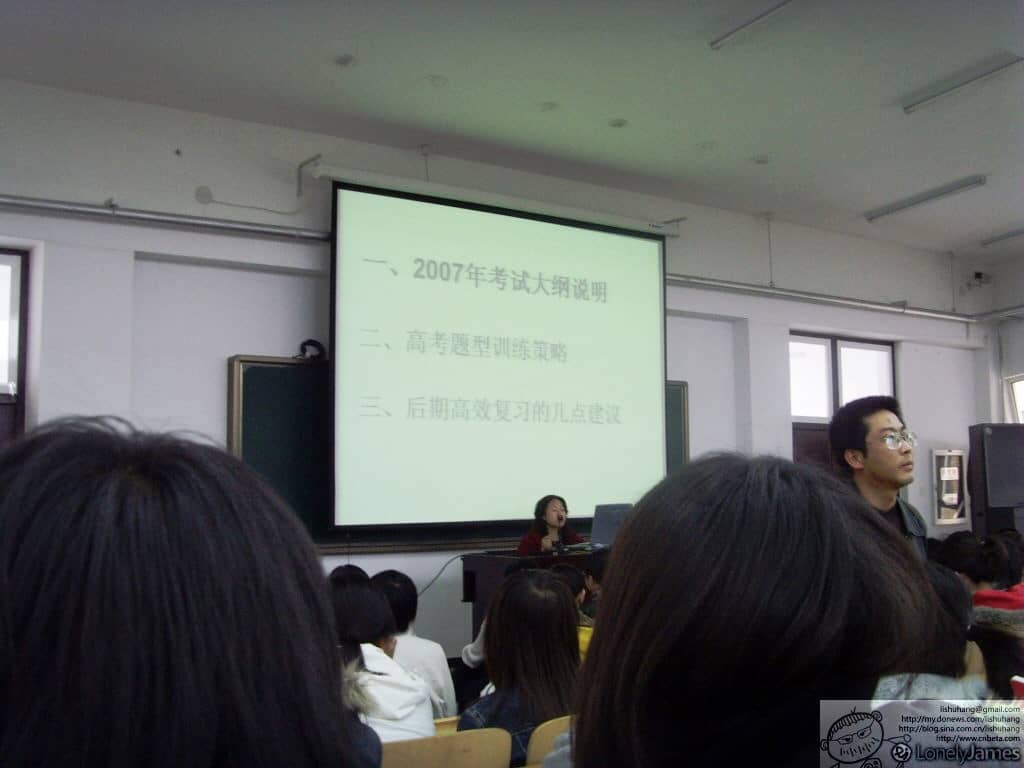 一、2007年考试大纲说明
二、高考题型训练策略
三、后期高效复习的几点建议
lishuhang@gmail.com
http://my.donews.com/lishuhang
http://blog.sina.com.cn/lishuhang
http://www.cnbeta.com
LonelyJames